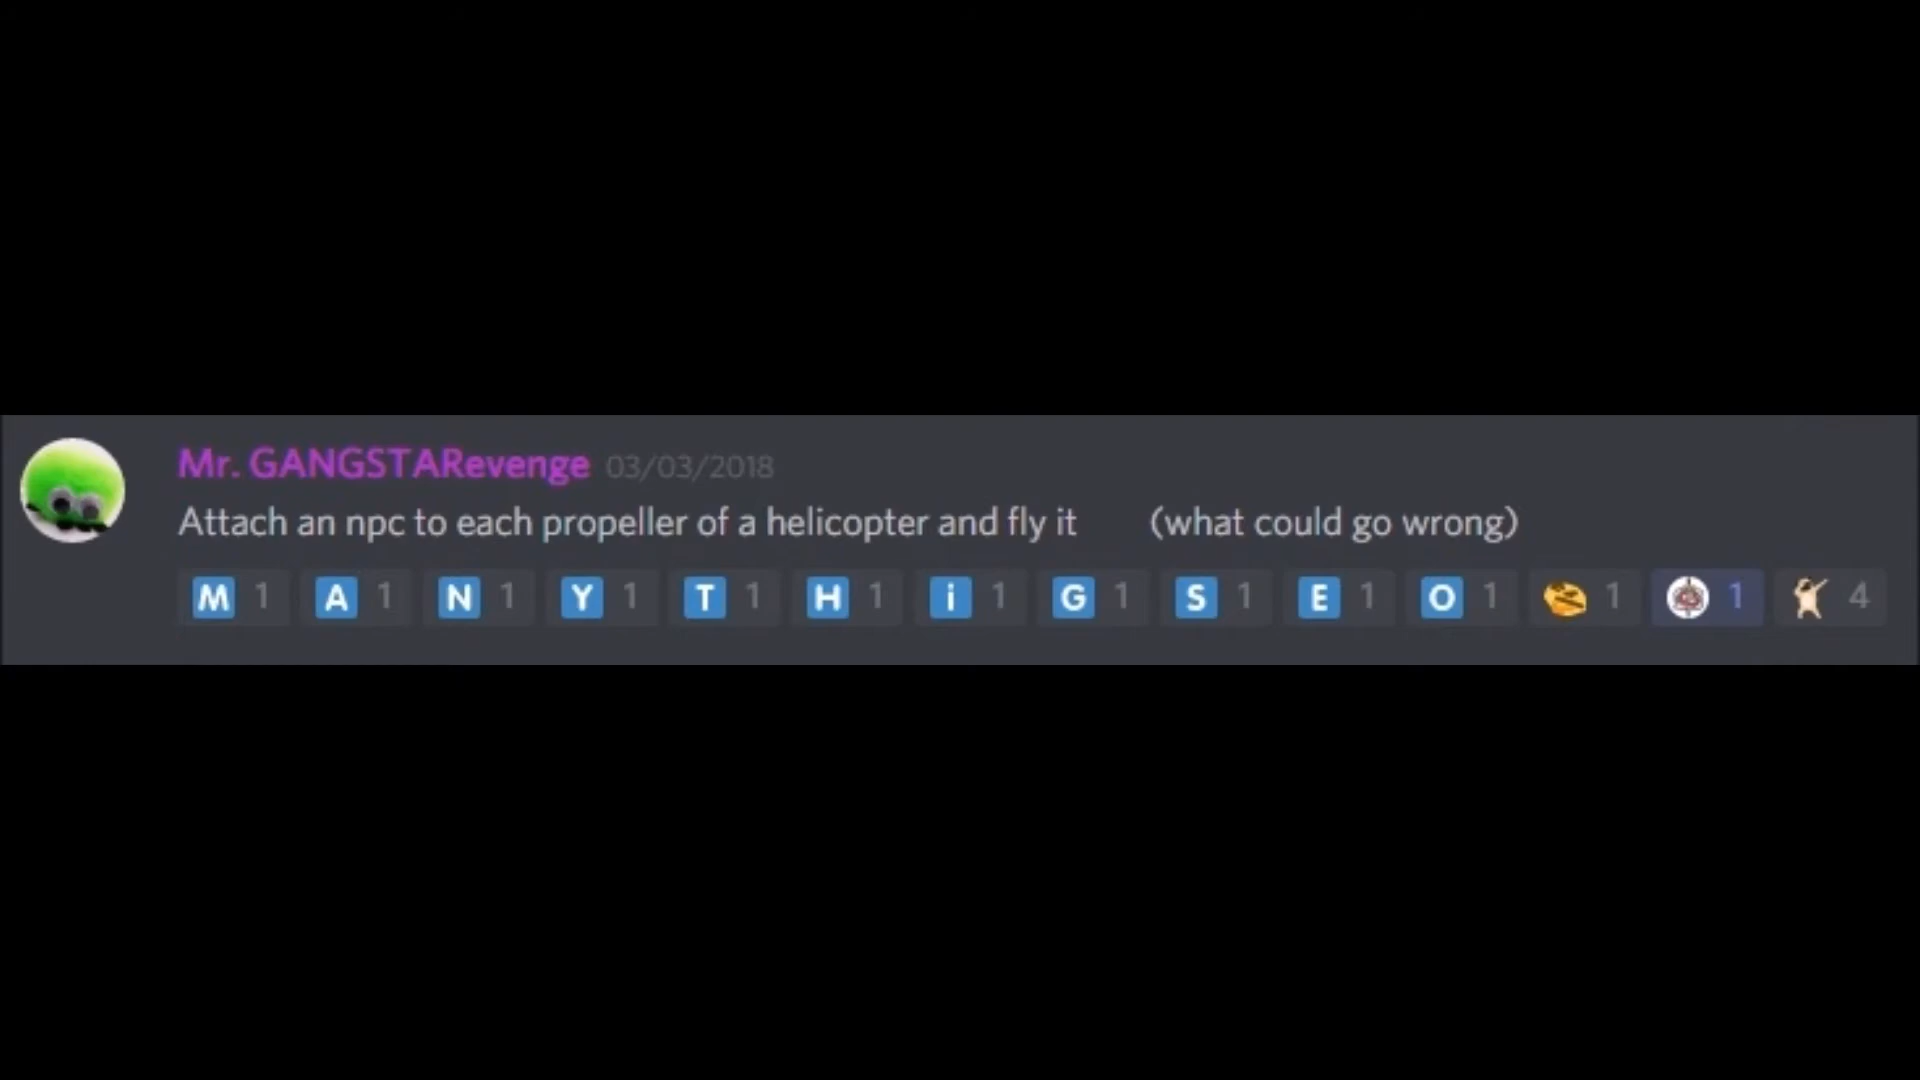 Mr. GANGSTARevenge 03/03/2018
Attach an npc to each propeller of a helicopter and fly it (what could go wrong)
M 1 A 1 N 1 Y 1 T 1 H 1 i 1 G 1 S 1 E 1 O 1 1 1 4